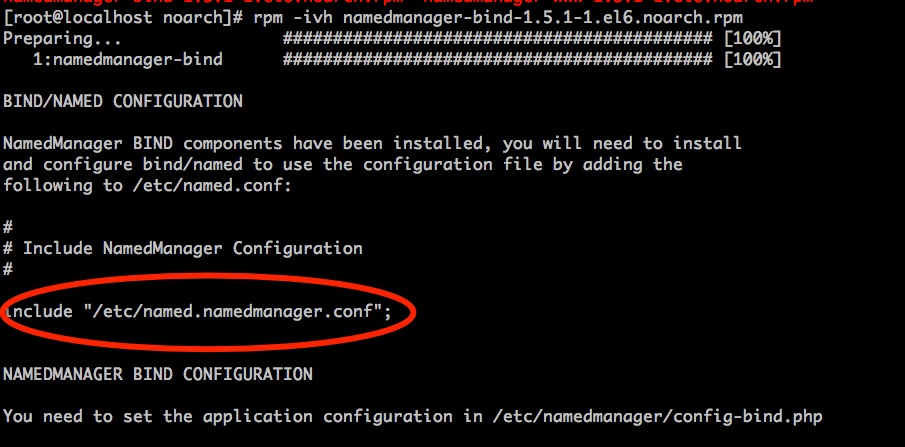 [root@localhost noarch]# rpm -ivh namedmanager-bind-1.5.1-1.el6.noarch.rpm
Preparing... ########################################### [100%]
1:namedmanager-bind ########################################### [100%]
BIND/NAMED CONFIGURATION
NamedManager BIND components have been installed, you will need to install
and configure bind/named to use the configuration file by adding the
following to /etc/named.conf:
#
# Include NamedManager Configuration
#
include "/etc/named.namedmanager.conf";
NAMEDMANAGER BIND CONFIGURATION
You need to set the application configuration in /etc/namedmanager/config-bind.php